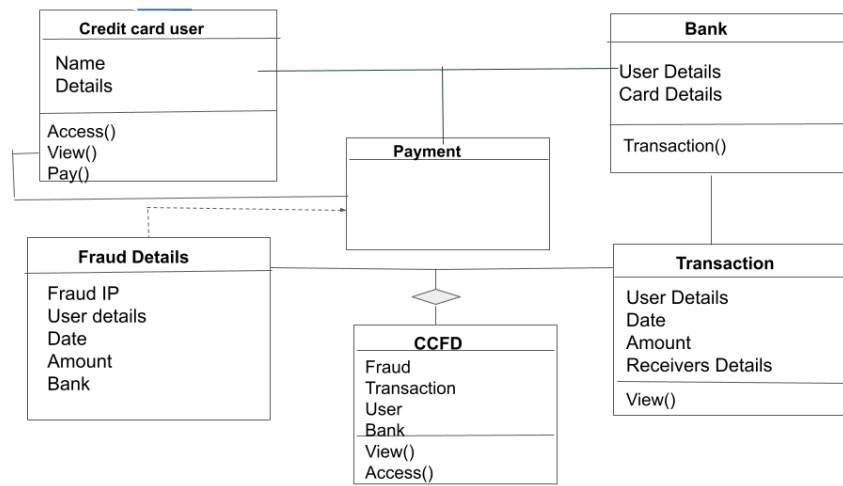 Credit card user
Name
Details
Access()
View()
Pay()
Bank
User Details
Card Details
Transaction()
Payment
Fraud Details
Fraud IP
User details
Date
Amount
Bank
CCFD
Fraud
Transaction
User
Bank
View()
Access()
Transaction
User Details
Date
Amount
Receivers Details
View()